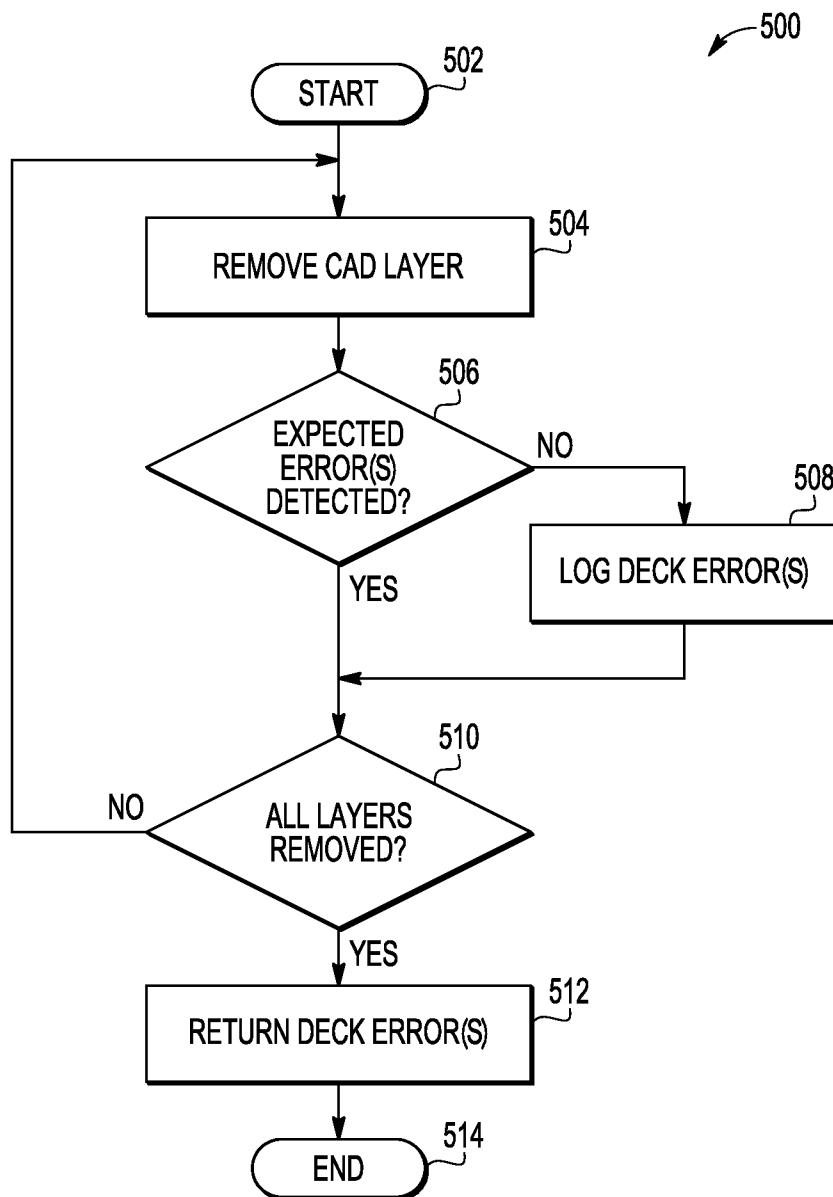 500
502
START
504
REMOVE CAD LAYER
506
EXPECTED
ERROR(S)
DETECTED?
NO
508
LOG DECK ERROR(S)
YES
510
NO
ALL LAYERS
REMOVED?
YES
512
RETURN DECK ERROR(S)
END
514